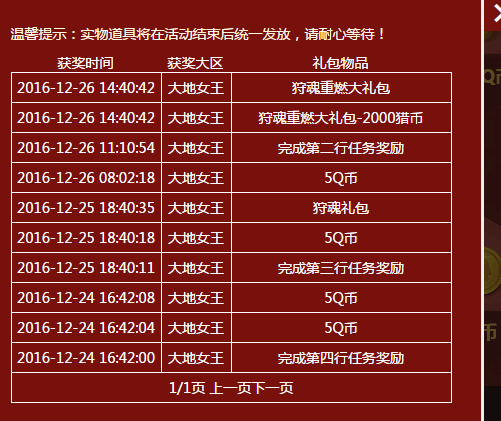 温馨提示：实物道具将在活动结束后统一发放，请耐心等待！
获奖时间 获奖大区 礼包物品
2016-12-26 14:40:42 大地女王 狩魂重燃大礼包
2016-12-26 14:40:42 大地女王 狩魂重燃大礼包-2000猎币
2016-12-26 11:10:54 大地女王 完成第二行任务奖励
2016-12-26 08:02:18 大地女王 5Q币
2016-12-25 18:40:35 大地女王 狩魂礼包
2016-12-25 18:40:18 大地女王 5Q币
2016-12-25 18:40:11 大地女王 完成第三行任务奖励
2016-12-24 16:42:08 大地女王 5Q币
2016-12-24 16:42:04 大地女王 5Q币
2016-12-24 16:42:00 大地女王 完成第四行任务奖励
1/1页 上一页下一页
Q币
币